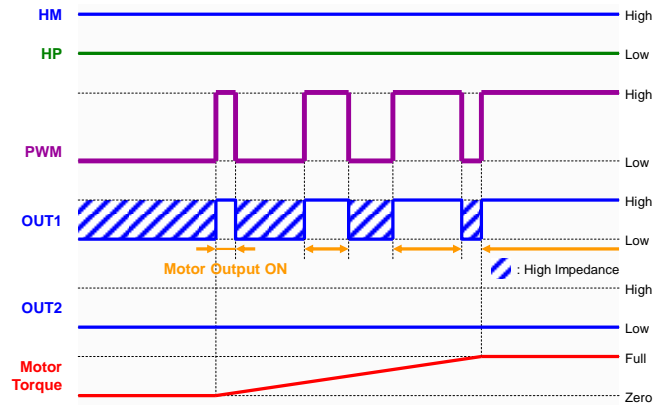 HM
High
HP
Low
High
PWM
Low
High
OUT1
Low
Motor Output ON
: High Impedance
High
OUT2
Low
Motor
Torque
Full
Zero